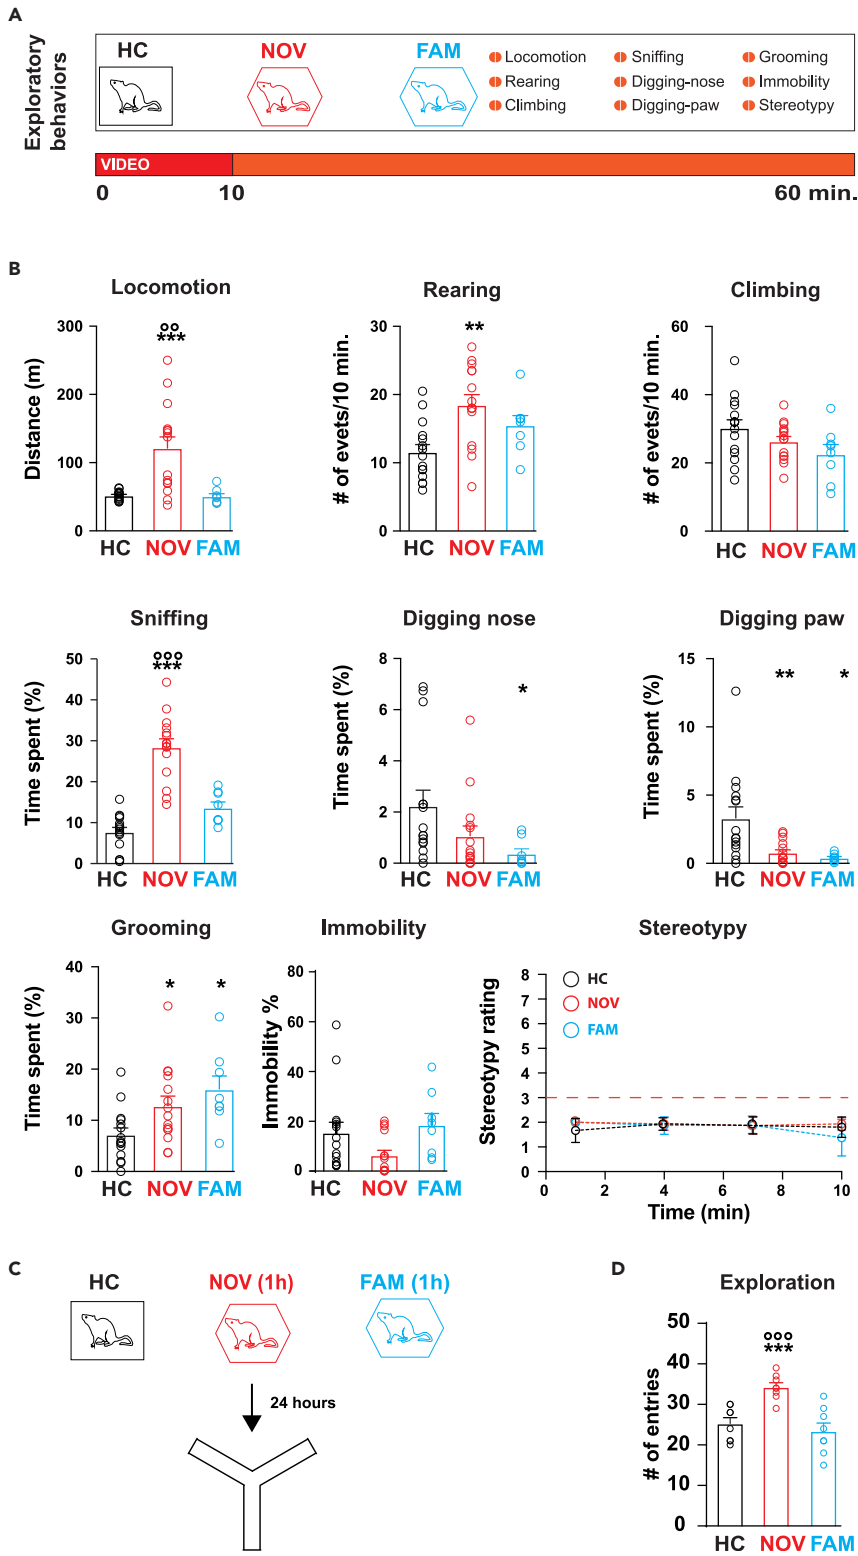 A
Exploratory
behaviors
HC NOV FAM
Locomotion Sniffing Grooming
Rearing Digging-nose Immobility
Climbing Digging-paw Stereotypy
VIDEO
0 10 60 min.
B
Locomotion
Distance (m)
300
200
100
0
°°
***
HC NOV FAM
Rearing
# of evets/10 min.
30
20
10
0
**
HC NOV FAM
Climbing
# of evets/10 min.
60
40
20
0
HC NOV FAM
Sniffing
Time spent (%)
50
40
30
20
10
0
°°°
***
HC NOV FAM
Digging nose
Time spent (%)
8
6
4
2
0
*
HC NOV FAM
Digging paw
Time spent (%)
15
10
5
0
** *
HC NOV FAM
Grooming
Time spent (%)
40
30
20
10
0
* *
HC NOV FAM
Immobility
Immobility %
80
60
40
20
0
HC NOV FAM
Stereotypy
Stereotypy rating
8
7
6
5
4
3
2
1
0
HC
NOV
FAM
0 2 4 6 8 10
Time (min)
C
HC NOV (1h) FAM (1h)
24 hours
D
Exploration
# of entries
50
40
30
20
10
0
°°°
***
HC NOV FAM